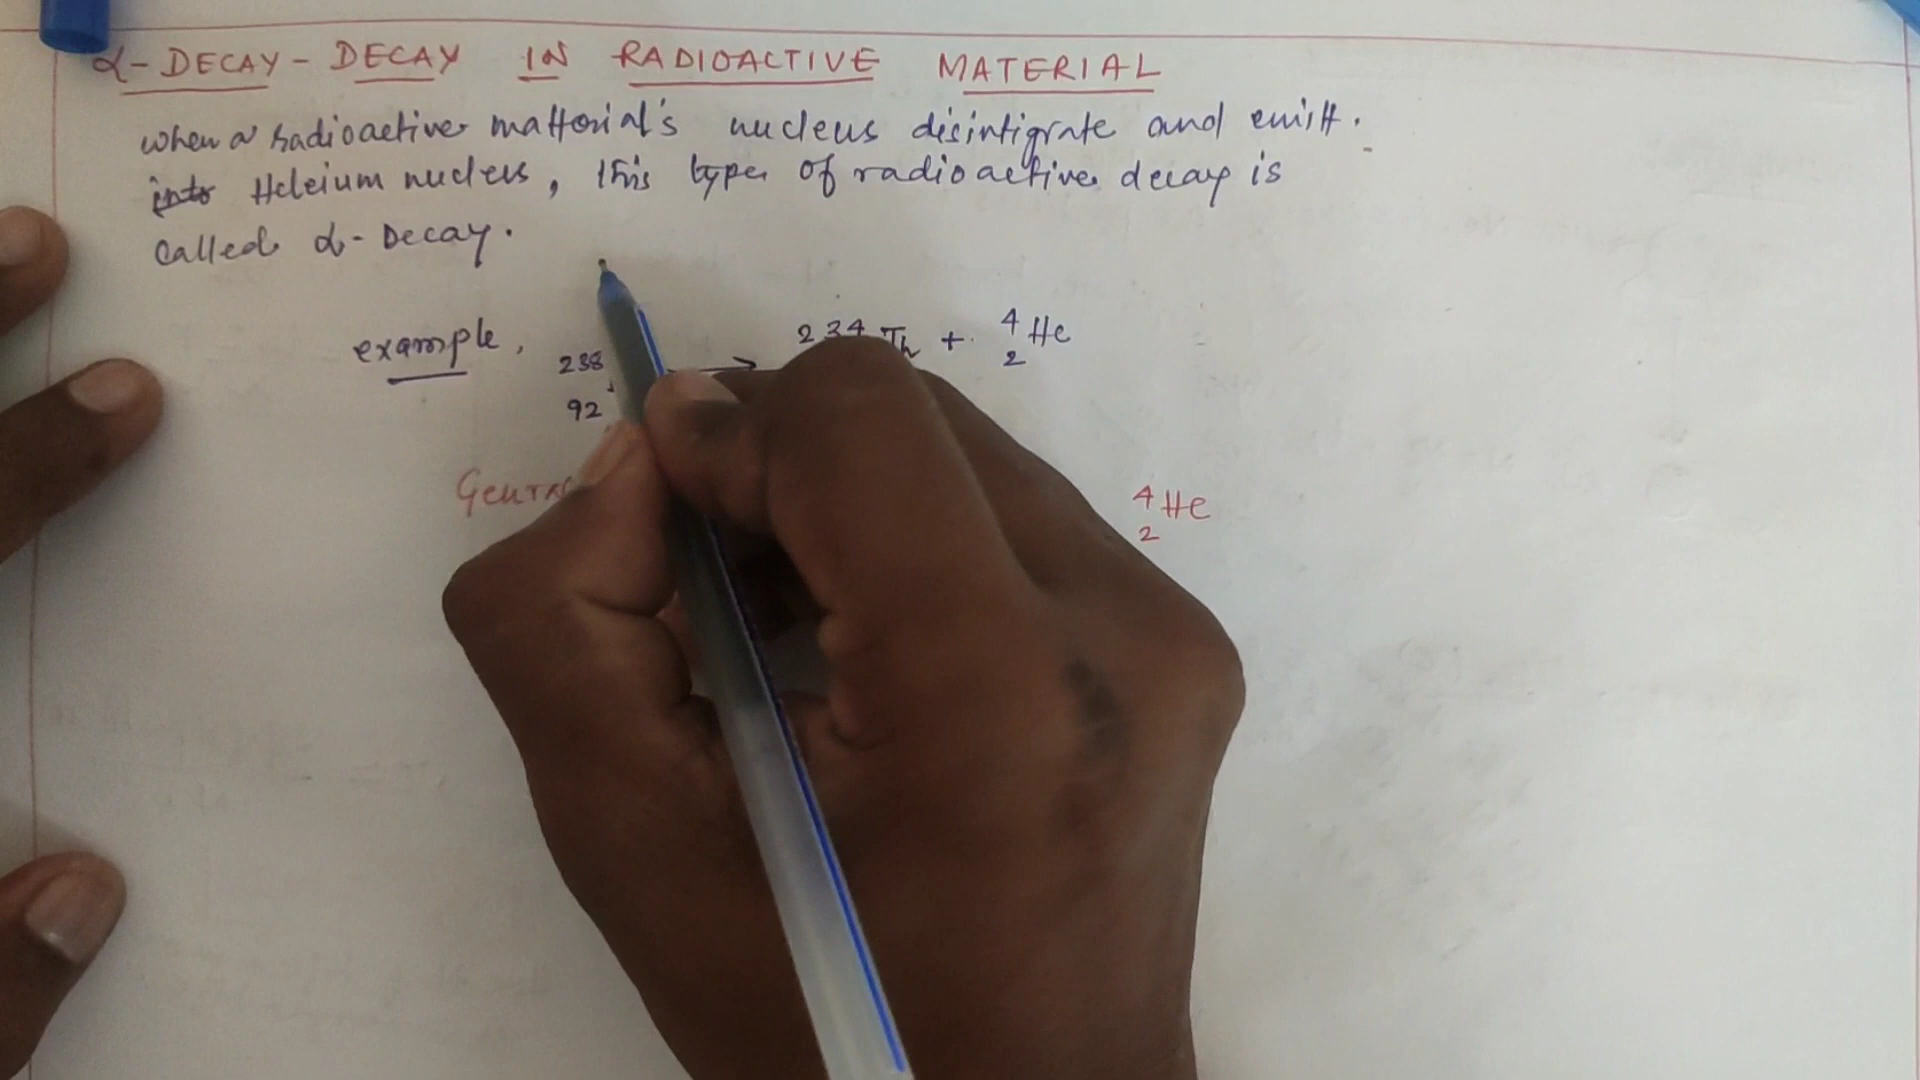 α-DECAY - DECAY IN RADIOACTIVE MATERIAL
when a radioactive matterial's nucleus disintigrate and emitt.
into Heleium nucleus, this type of radioactive decay is
called α-Decay.
example, 238 92 → 234 Th + 4 2 He
4 2 He